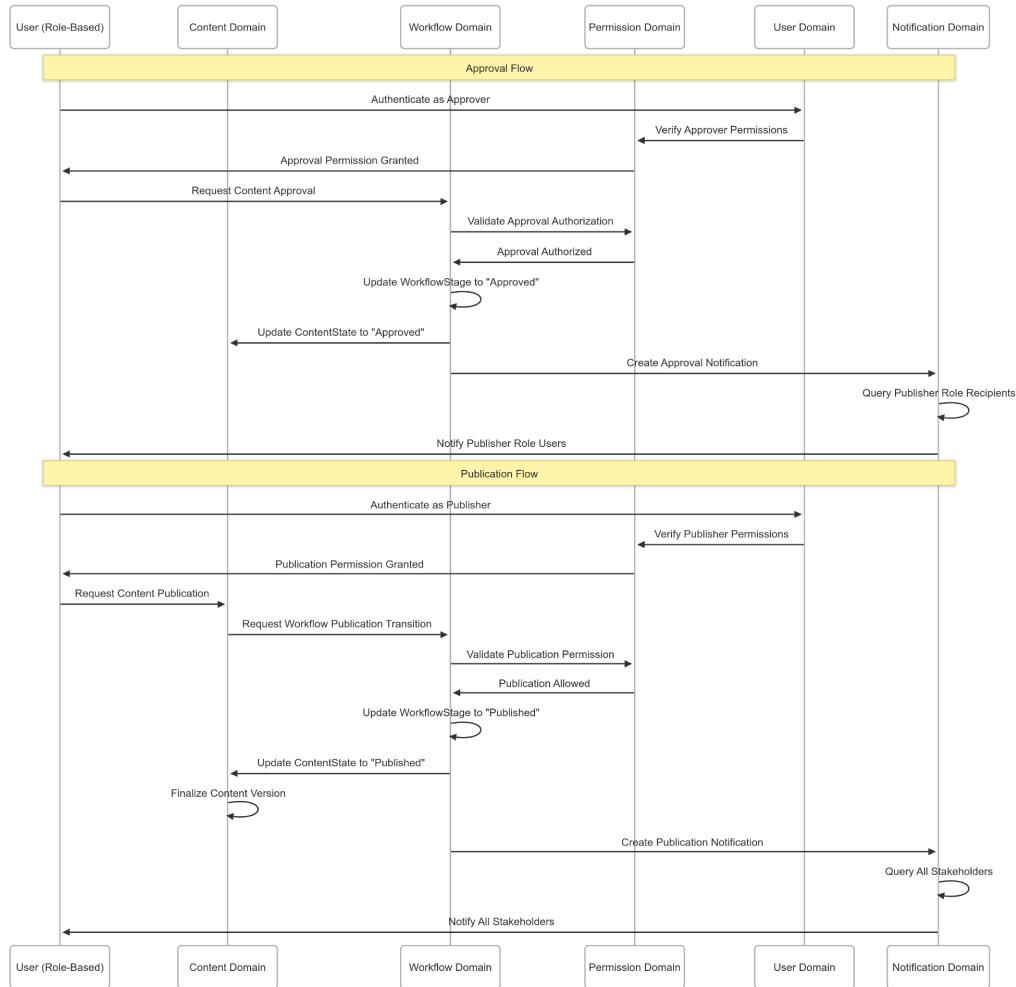 User (Role-Based)
Content Domain
Workflow Domain
Permission Domain
User Domain
Notification Domain
Approval Flow
Authenticate as Approver
Verify Approver Permissions
Approval Permission Granted
Request Content Approval
Validate Approval Authorization
Approval Authorized
Update WorkflowStage to "Approved"
Update ContentState to "Approved"
Create Approval Notification
Query Publisher Role Recipients
Notify Publisher Role Users
Publication Flow
Authenticate as Publisher
Verify Publisher Permissions
Publication Permission Granted
Request Content Publication
Request Workflow Publication Transition
Validate Publication Permission
Publication Allowed
Update WorkflowStage to "Published"
Update ContentState to "Published"
Finalize Content Version
Create Publication Notification
Query All Stakeholders
Notify All Stakeholders
User (Role-Based)
Content Domain
Workflow Domain
Permission Domain
User Domain
Notification Domain